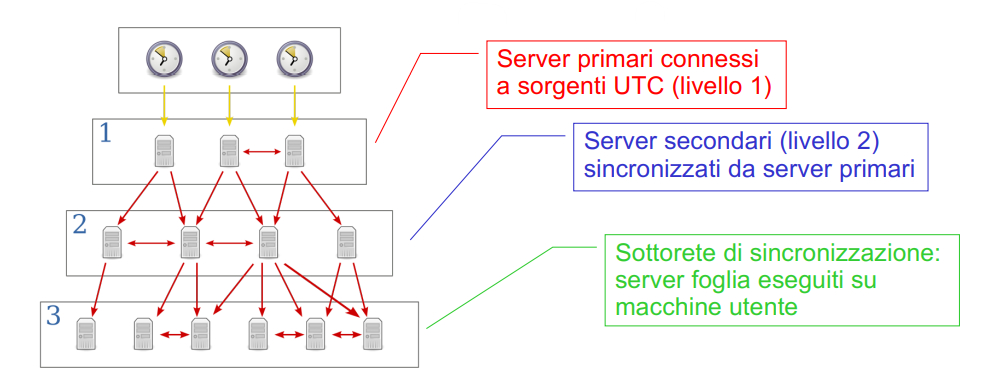 Server primari connessi
a sorgenti UTC (livello 1)
1
Server secondari (livello 2)
sincronizzati da server primari
2
Sottorete di sincronizzazione:
server foglia eseguiti su
macchine utente
3